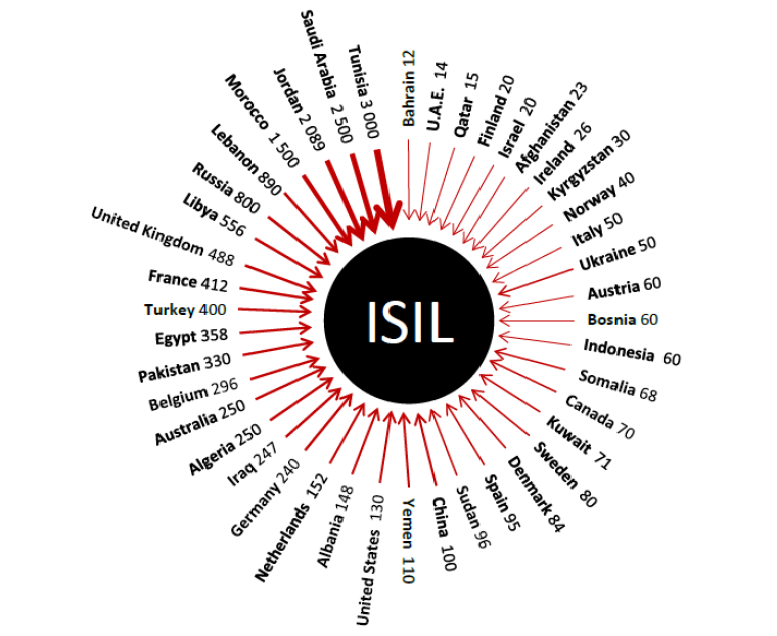 Bahrain 12
U.A.E. 14
Qatar 15
Finland 20
Israel 20
Afghanistan 23
Ireland 26
Kyrgyzstan 30
Norway 40
Italy 50
Ukraine 50
Austria 60
Bosnia 60
Indonesia 60
Somalia 68
Canada 70
Kuwait 71
Sweden 80
Denmark 84
Spain 95
Sudan 96
China 100
Yemen 110
United States 130
Albania 148
Netherlands 152
Germany 240
Iraq 247
Algeria 250
Australia 250
Belgium 296
Pakistan 330
Egypt 358
Turkey 400
France 412
United Kingdom 488
Libya 556
Russia 800
Lebanon 890
Morocco 1 500
Jordan 2 089
Saudi Arabia 2 500
Tunisia 3 000
ISIL